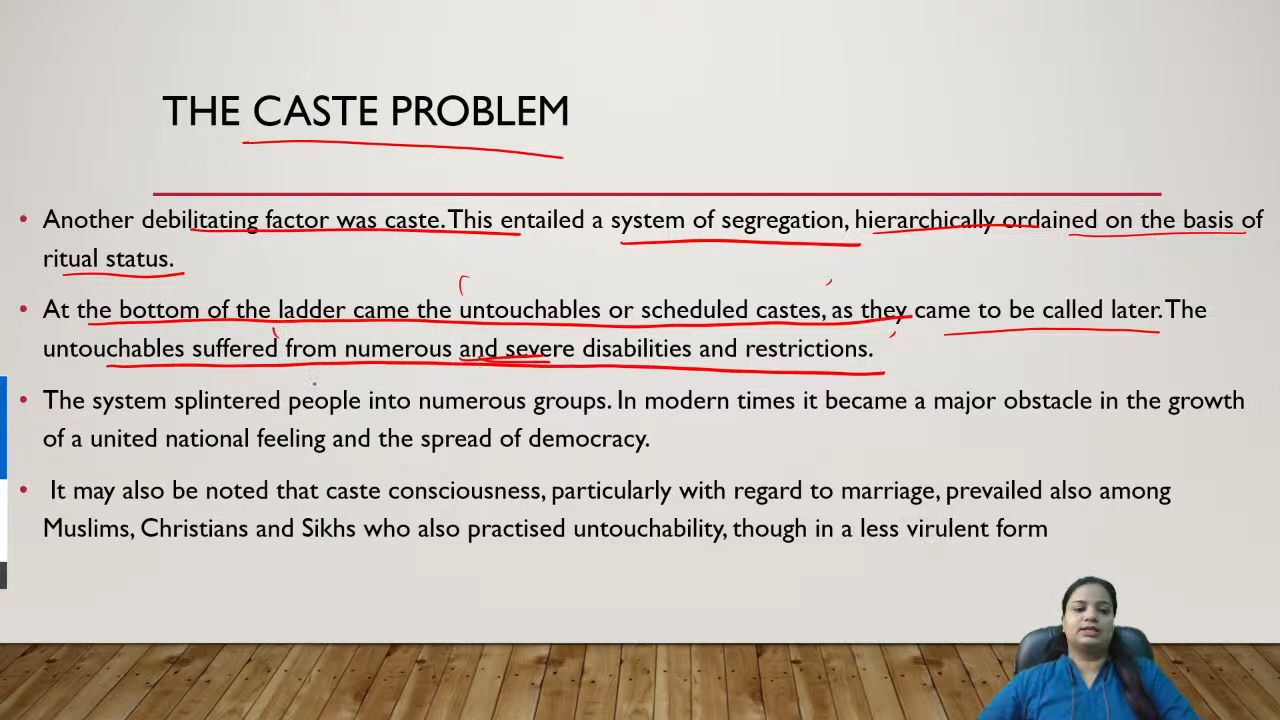 THE CASTE PROBLEM
• Another debilitating factor was caste. This entailed a system of segregation, hierarchically ordained on the basis of
ritual status.
• At the bottom of the ladder came the untouchables or scheduled castes, as they came to be called later. The
untouchables suffered from numerous and severe disabilities and restrictions.
• The system splintered people into numerous groups. In modern times it became a major obstacle in the growth
of a united national feeling and the spread of democracy.
• It may also be noted that caste consciousness, particularly with regard to marriage, prevailed also among
Muslims, Christians and Sikhs who also practised untouchability, though in a less virulent form